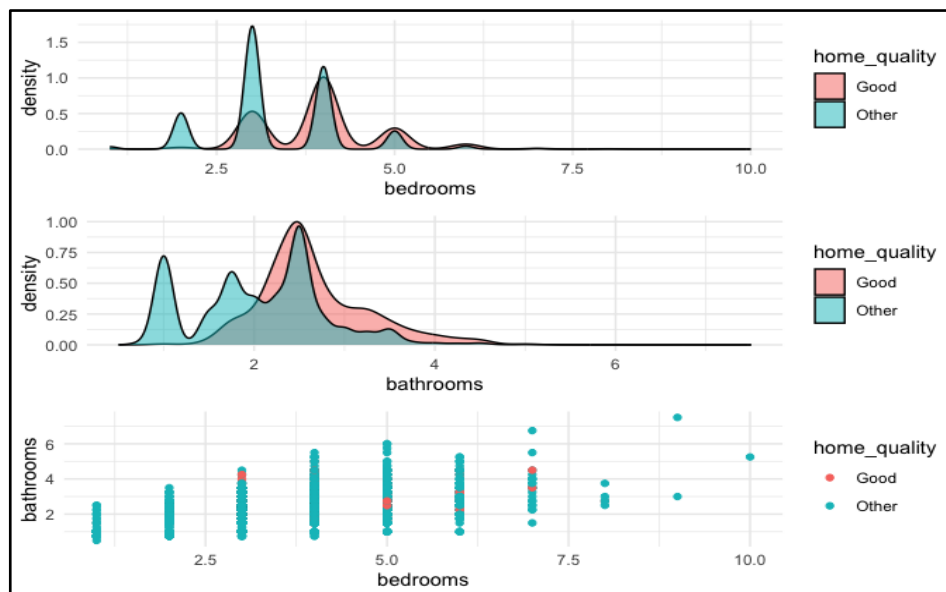 1.5
1.0
0.5
0.0
density
2.5
5.0
7.5
10.0
bedrooms
home_quality
Good
Other
1.00
0.75
0.50
0.25
0.00
density
2
4
6
bathrooms
home_quality
Good
Other
6
4
2
bathrooms
2.5
5.0
7.5
10.0
bedrooms
home_quality
Good
Other